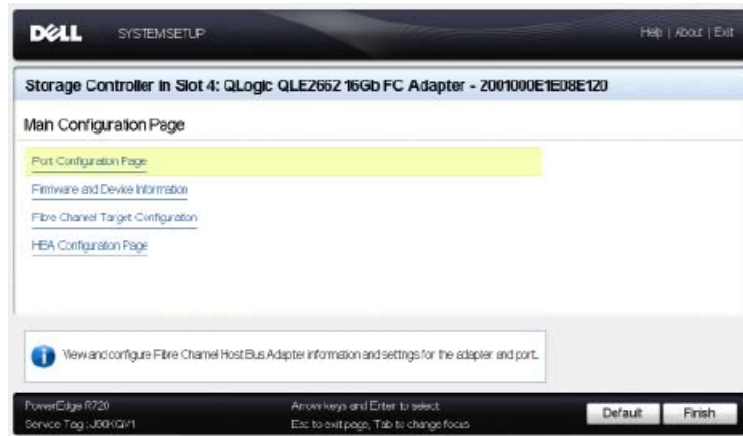 DELL SYSTEM SETUP Help | About | Exit
Storage Controller in Slot 4: QLogic QLE2662 16Gb FC Adapter - 2001000E1E08E120
Main Configuration Page
Port Configuration Page
Firmware and Device Information
Fibre Channel Target Configuration
HBA Configuration Page
View and configure Fibre Channel Host Bus Adapter information and settings for the adapter and port.
PowerEdge R720 Arrow keys and Enter to select
Service Tag : Esc to exit page, Tab to change focus
Default Finish